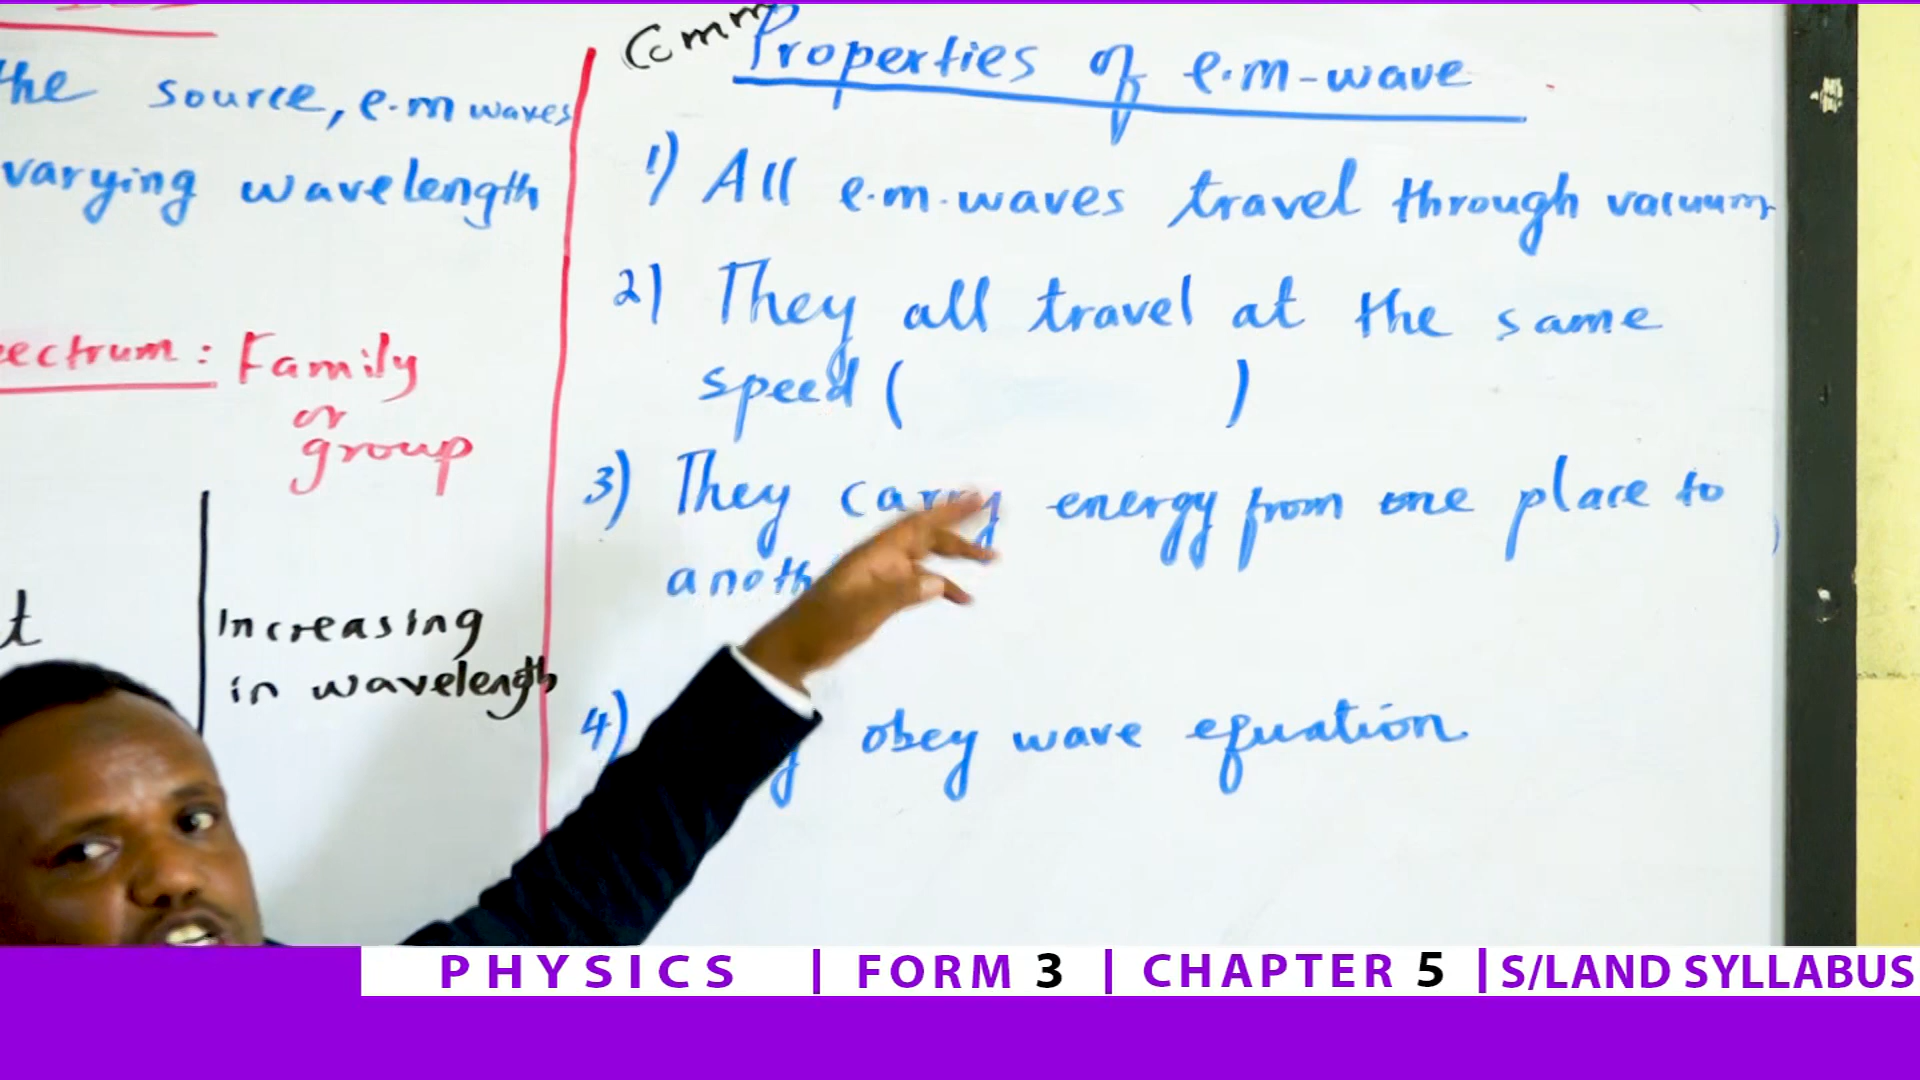 the source, e.m waves
varying wavelength
ectrum: Family
or
group
t
Increasing
in wavelength
Comm Properties of e.m-wave
1) All e.m.waves travel through vacuum
2) They all travel at the same
speed ( )
3) They carry energy from one place to
anoth
4) y obey wave equation
PHYSICS | FORM 3 | CHAPTER 5 | S/LAND SYLLABUS